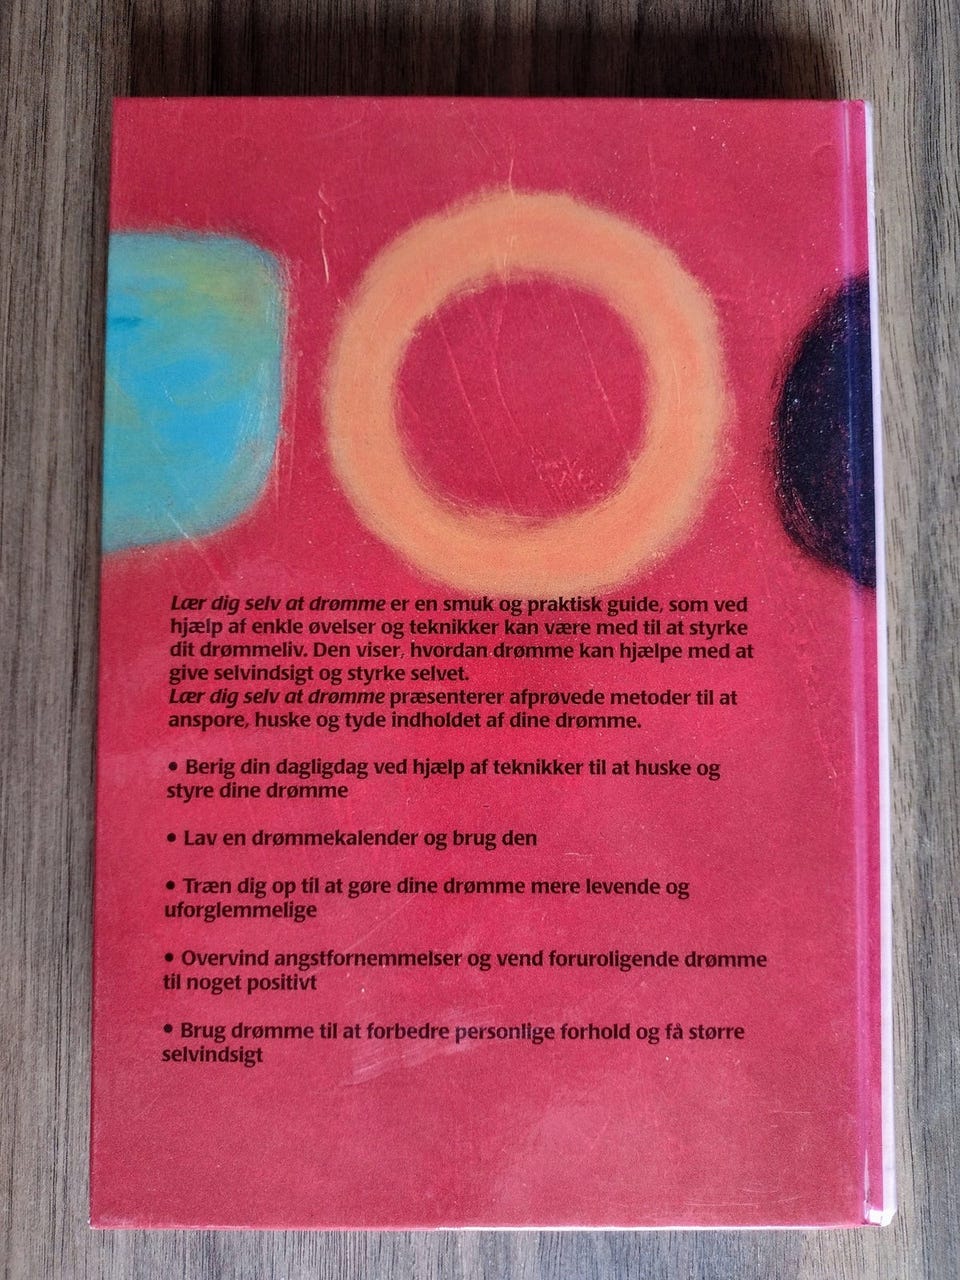 Lær dig selv at drømme er en smuk og praktisk guide, som ved
hjælp af enkle øvelser og teknikker kan være med til at styrke
dit drømmeliv. Den viser, hvordan drømme kan hjælpe med at
give selvindsigt og styrke selvet.
Lær dig selv at drømme præsenterer afprøvede metoder til at
anspore, huske og tyde indholdet af dine drømme.
• Berig din dagligdag ved hjælp af teknikker til at huske og
styre dine drømme
• Lav en drømmekalender og brug den
• Træn dig op til at gøre dine drømme mere levende og
uforglemmelige
• Overvind angstfornemmelser og vend foruroligende drømme
til noget positivt
• Brug drømme til at forbedre personlige forhold og få større
selvindsigt